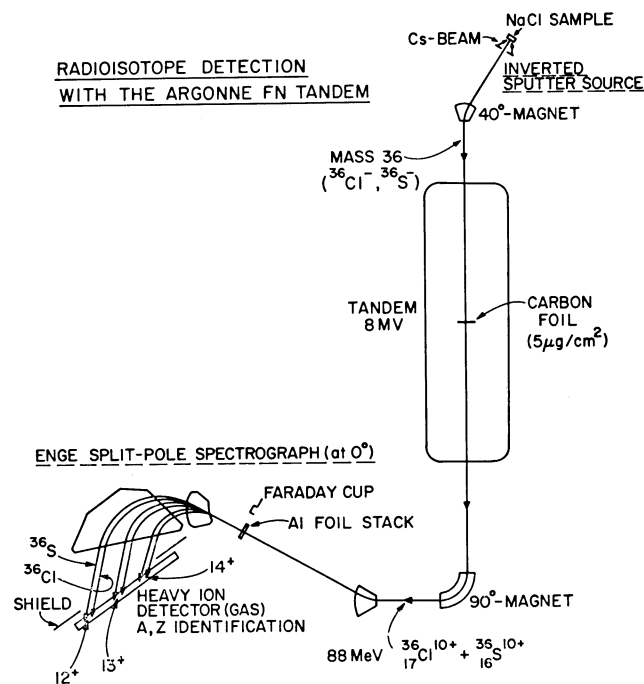 NaCl SAMPLE
Cs-BEAM
INVERTED
SPUTTER SOURCE
RADIOISOTOPE DETECTION
WITH THE ARGONNE FN TANDEM
40°-MAGNET
MASS 36
(³⁶Cl⁻, ³⁶S⁻)
TANDEM
8MV
CARBON
FOIL
(5μg/cm²)
ENGE SPLIT-POLE SPECTROGRAPH (at 0°)
FARADAY CUP
Al FOIL STACK
³⁶S
³⁶Cl
SHIELD
12⁺
13⁺
14⁺
HEAVY ION
DETECTOR (GAS)
A, Z IDENTIFICATION
90°-MAGNET
88 MeV ³⁶₁₇Cl¹⁰⁺ + ³⁶₁₆S¹⁰⁺